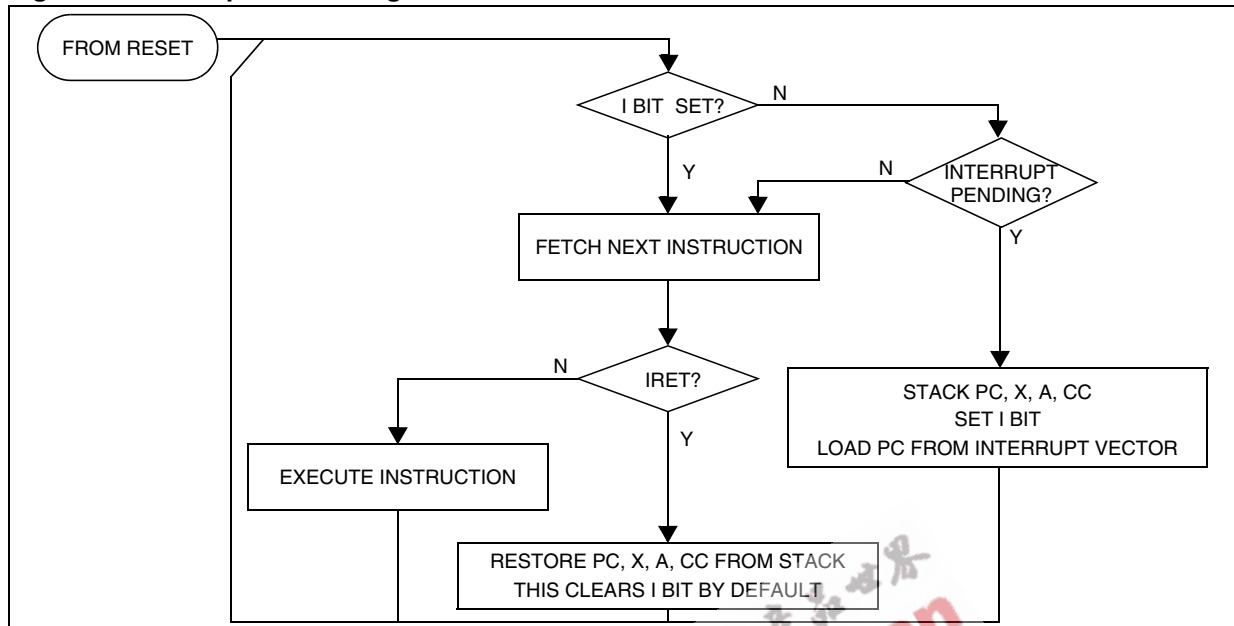 FROM RESET
I BIT SET?
N
Y
INTERRUPT
PENDING?
N
Y
FETCH NEXT INSTRUCTION
IRET?
N
Y
STACK PC, X, A, CC
SET I BIT
LOAD PC FROM INTERRUPT VECTOR
EXECUTE INSTRUCTION
RESTORE PC, X, A, CC FROM STACK
THIS CLEARS I BIT BY DEFAULT